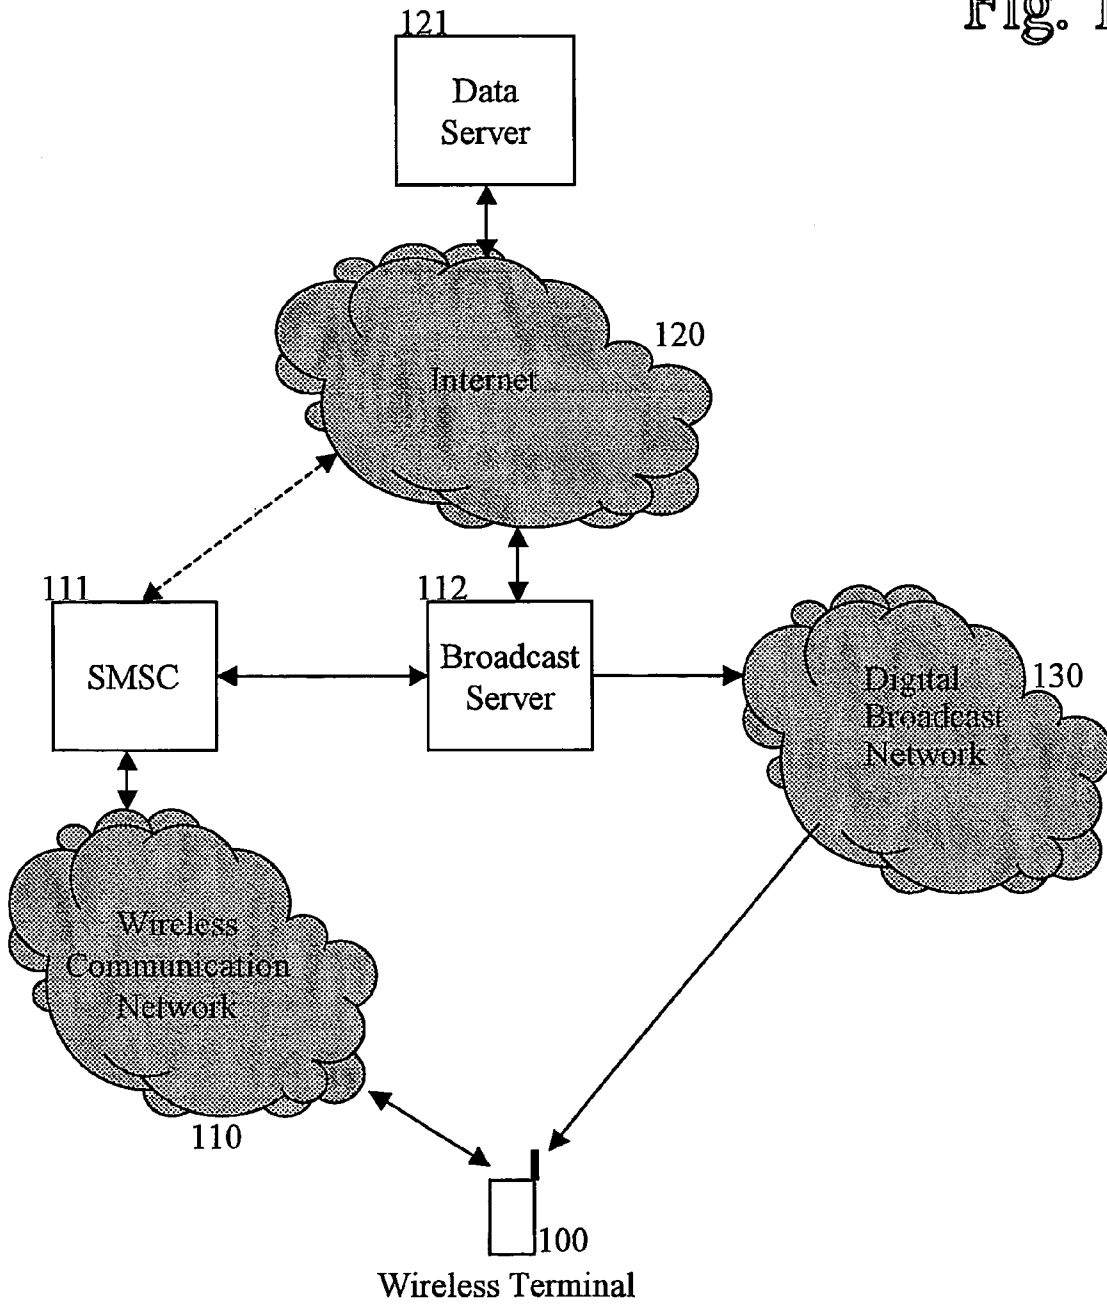 Fig. 1
121
Data
Server
120
Internet
111
SMSC
112
Broadcast
Server
130
Digital
Broadcast
Network
Wireless
Communication
Network
110
100
Wireless Terminal